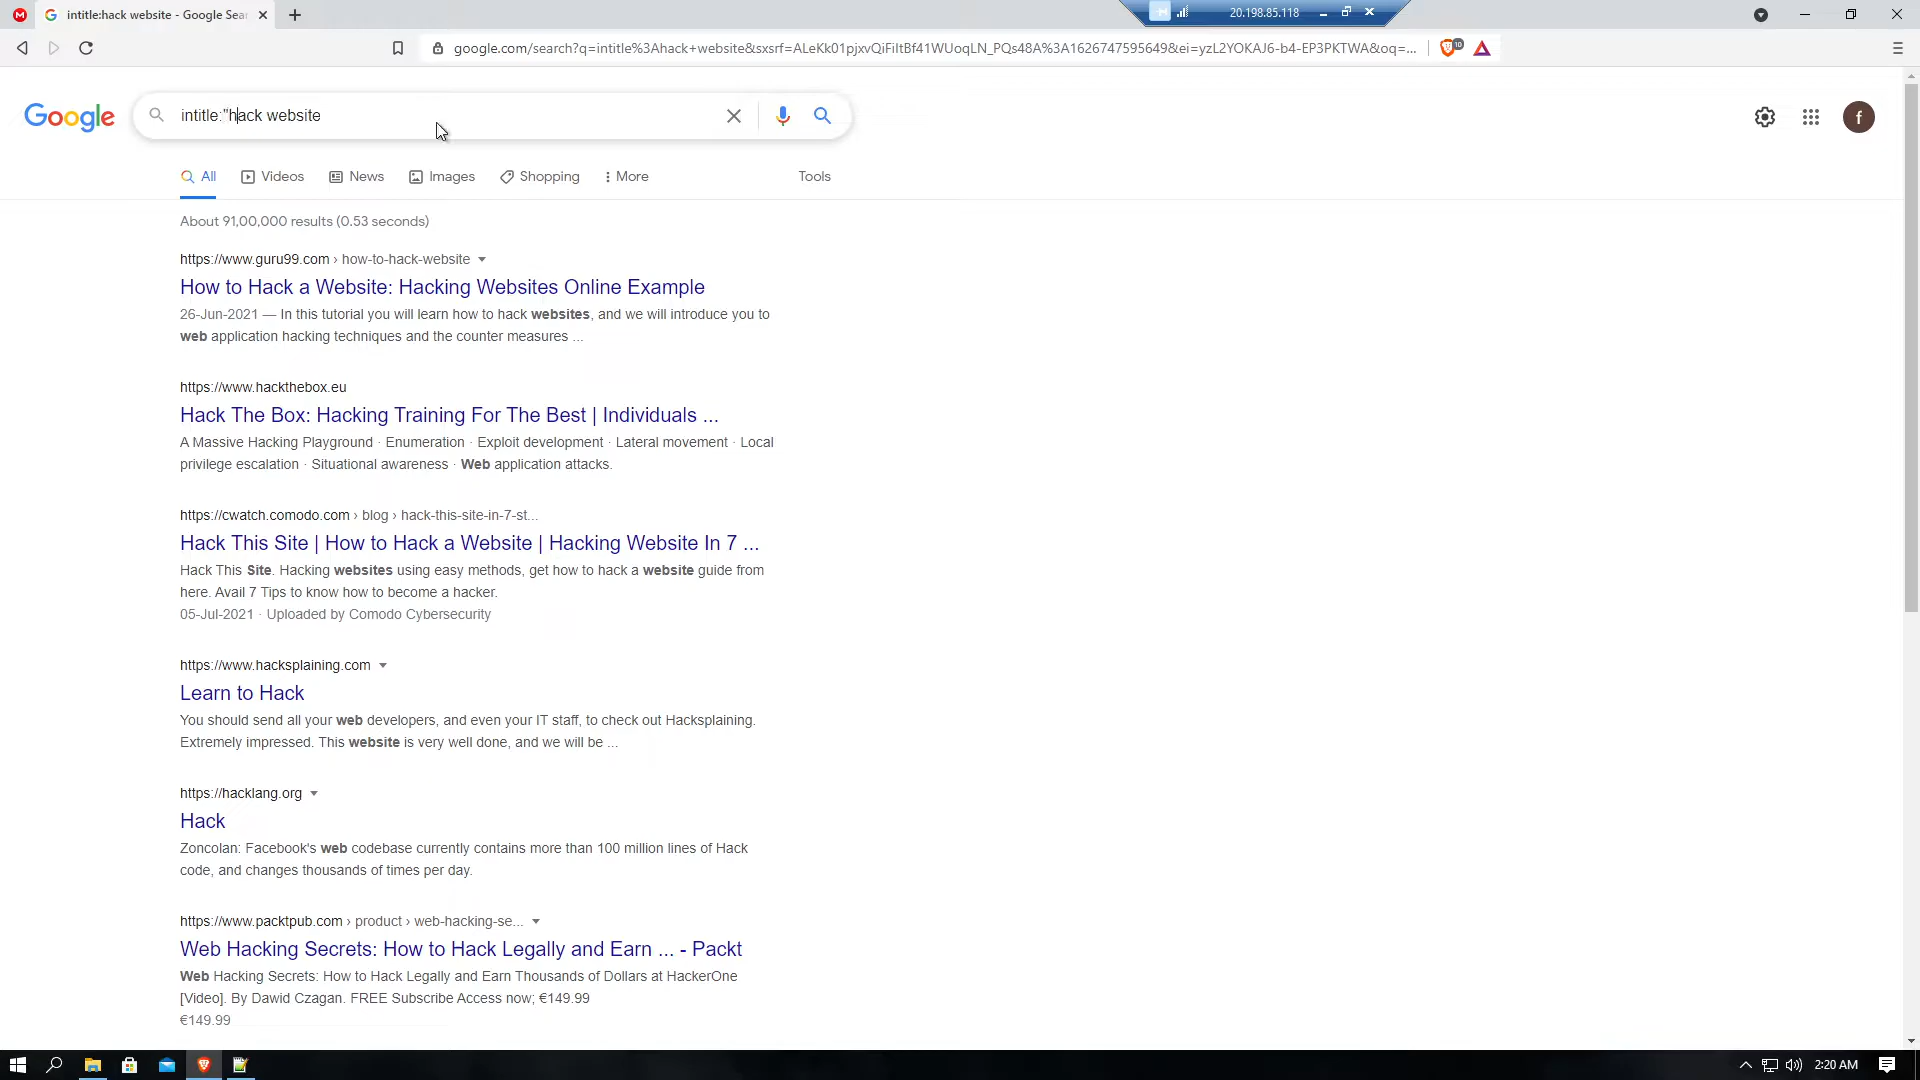 intitle:hack website - Google Sear
20.198.85.118
google.com/search?q=intitle%3Ahack+website&sxsrf=ALeKk01pjxvQiFiItBf41WUoqLN_PQs48A%3A1626747595649&ei=yzL2YOKAJ6-b4-EP3PKTWA&oq=...
10
Google
intitle:"hack website
f
All
Videos
News
Images
Shopping
More
Tools
About 91,00,000 results (0.53 seconds)
https://www.guru99.com › how-to-hack-website
How to Hack a Website: Hacking Websites Online Example
26-Jun-2021 — In this tutorial you will learn how to hack websites, and we will introduce you to
web application hacking techniques and the counter measures ...
https://www.hackthebox.eu
Hack The Box: Hacking Training For The Best | Individuals ...
A Massive Hacking Playground · Enumeration · Exploit development · Lateral movement · Local
privilege escalation · Situational awareness · Web application attacks.
https://cwatch.comodo.com › blog › hack-this-site-in-7-st...
Hack This Site | How to Hack a Website | Hacking Website In 7 ...
Hack This Site. Hacking websites using easy methods, get how to hack a website guide from
here. Avail 7 Tips to know how to become a hacker.
05-Jul-2021 · Uploaded by Comodo Cybersecurity
https://www.hacksplaining.com
Learn to Hack
You should send all your web developers, and even your IT staff, to check out Hacksplaining.
Extremely impressed. This website is very well done, and we will be ...
https://hacklang.org
Hack
Zoncolan: Facebook's web codebase currently contains more than 100 million lines of Hack
code, and changes thousands of times per day.
https://www.packtpub.com › product › web-hacking-se...
Web Hacking Secrets: How to Hack Legally and Earn ... - Packt
Web Hacking Secrets: How to Hack Legally and Earn Thousands of Dollars at HackerOne
[Video]. By Dawid Czagan. FREE Subscribe Access now; €149.99
€149.99
2:20 AM